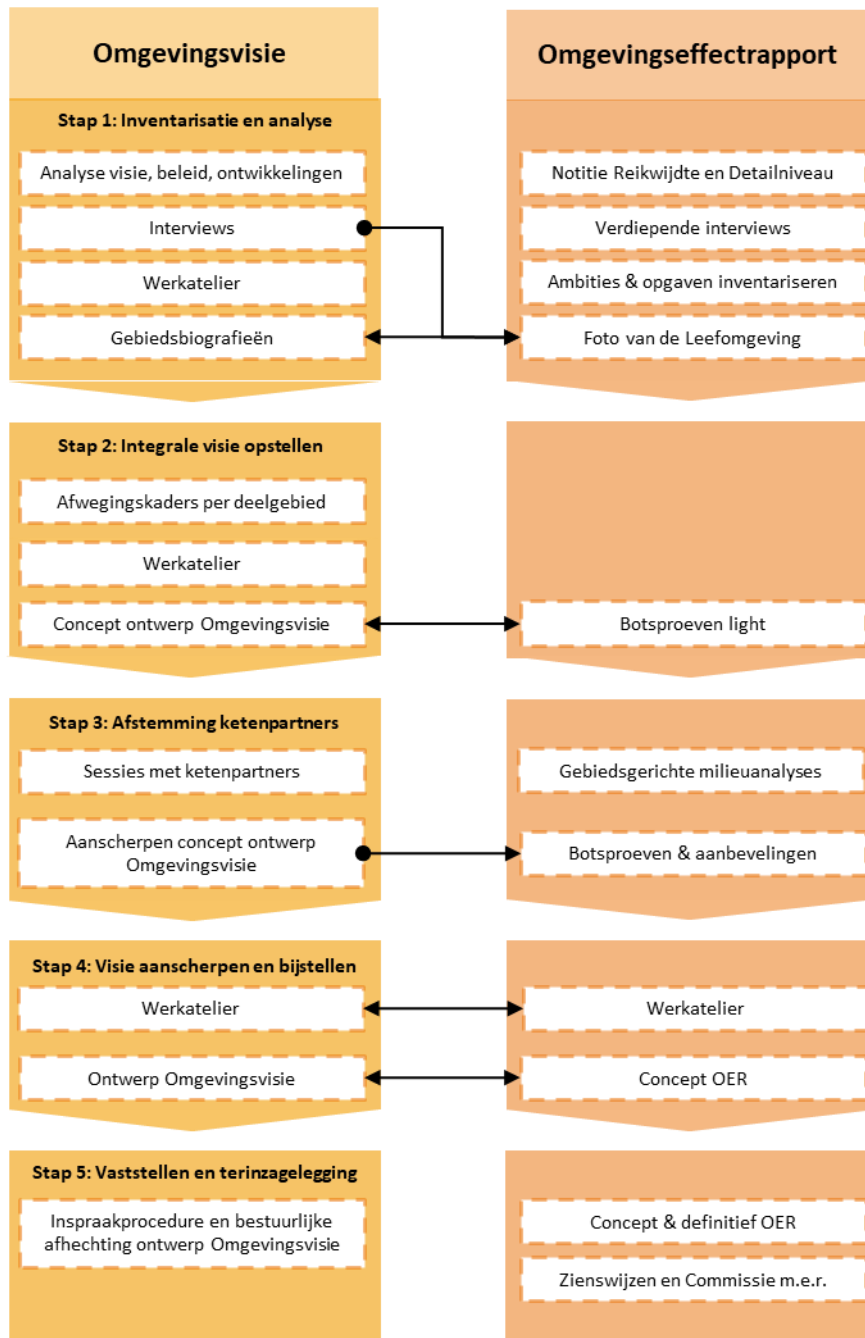 Omgevingsvisie
Stap 1: Inventarisatie en analyse
Analyse visie, beleid, ontwikkelingen
Interviews
Werkatelier
Gebiedsbiografieën
Stap 2: Integrale visie opstellen
Afwegingskaders per deelgebied
Werkatelier
Concept ontwerp Omgevingsvisie
Stap 3: Afstemming ketenpartners
Sessies met ketenpartners
Aanscherpen concept ontwerp
Omgevingsvisie
Stap 4: Visie aanscherpen en bijstellen
Werkatelier
Ontwerp Omgevingsvisie
Stap 5: Vaststellen en terinzagelegging
Inspraakprocedure en bestuurlijke
afhechting ontwerp Omgevingsvisie
Omgevingseffectrapport
Notitie Reikwijdte en Detailniveau
Verdiepende interviews
Ambities & opgaven inventariseren
Foto van de Leefomgeving
Botsproeven light
Gebiedsgerichte milieuanalyses
Botsproeven & aanbevelingen
Werkatelier
Concept OER
Concept & definitief OER
Zienswijzen en Commissie m.e.r.